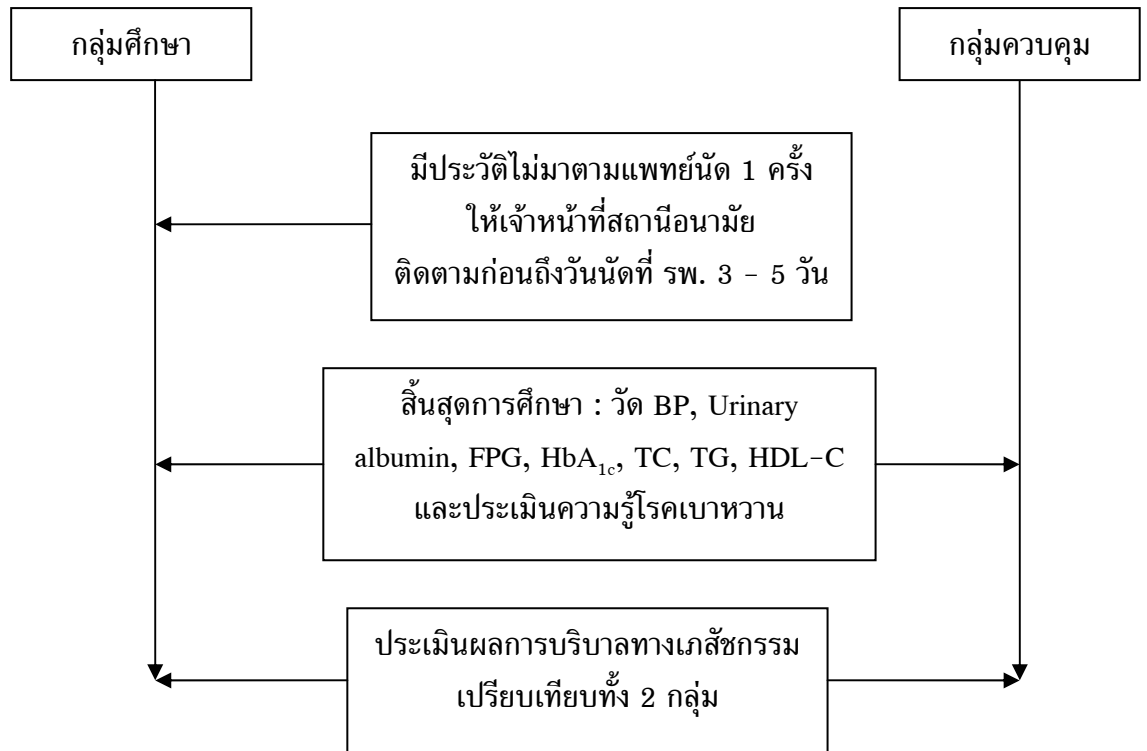 กลุ่มศึกษา
กลุ่มควบคุม
มีประวัติไม่มาตามแพทย์นัด 1 ครั้ง
ให้เจ้าหน้าที่สถานีอนามัย
ติดตามก่อนถึงวันนัดที่ รพ. 3 - 5 วัน
สิ้นสุดการศึกษา : วัด BP, Urinary
albumin, FPG, HbA1c, TC, TG, HDL-C
และประเมินความรู้โรคเบาหวาน
ประเมินผลการบริบาลทางเภสัชกรรม
เปรียบเทียบทั้ง 2 กลุ่ม